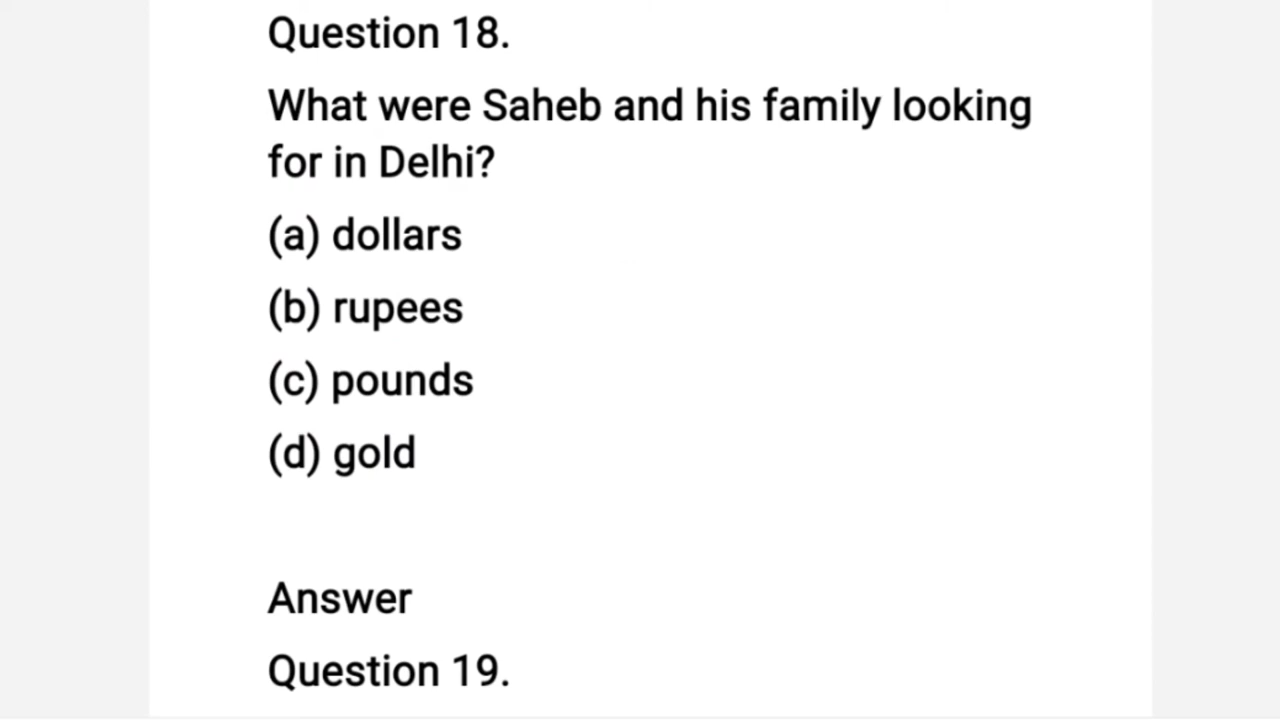 Question 18.
What were Saheb and his family looking
for in Delhi?
(a) dollars
(b) rupees
(c) pounds
(d) gold
Answer
Question 19.